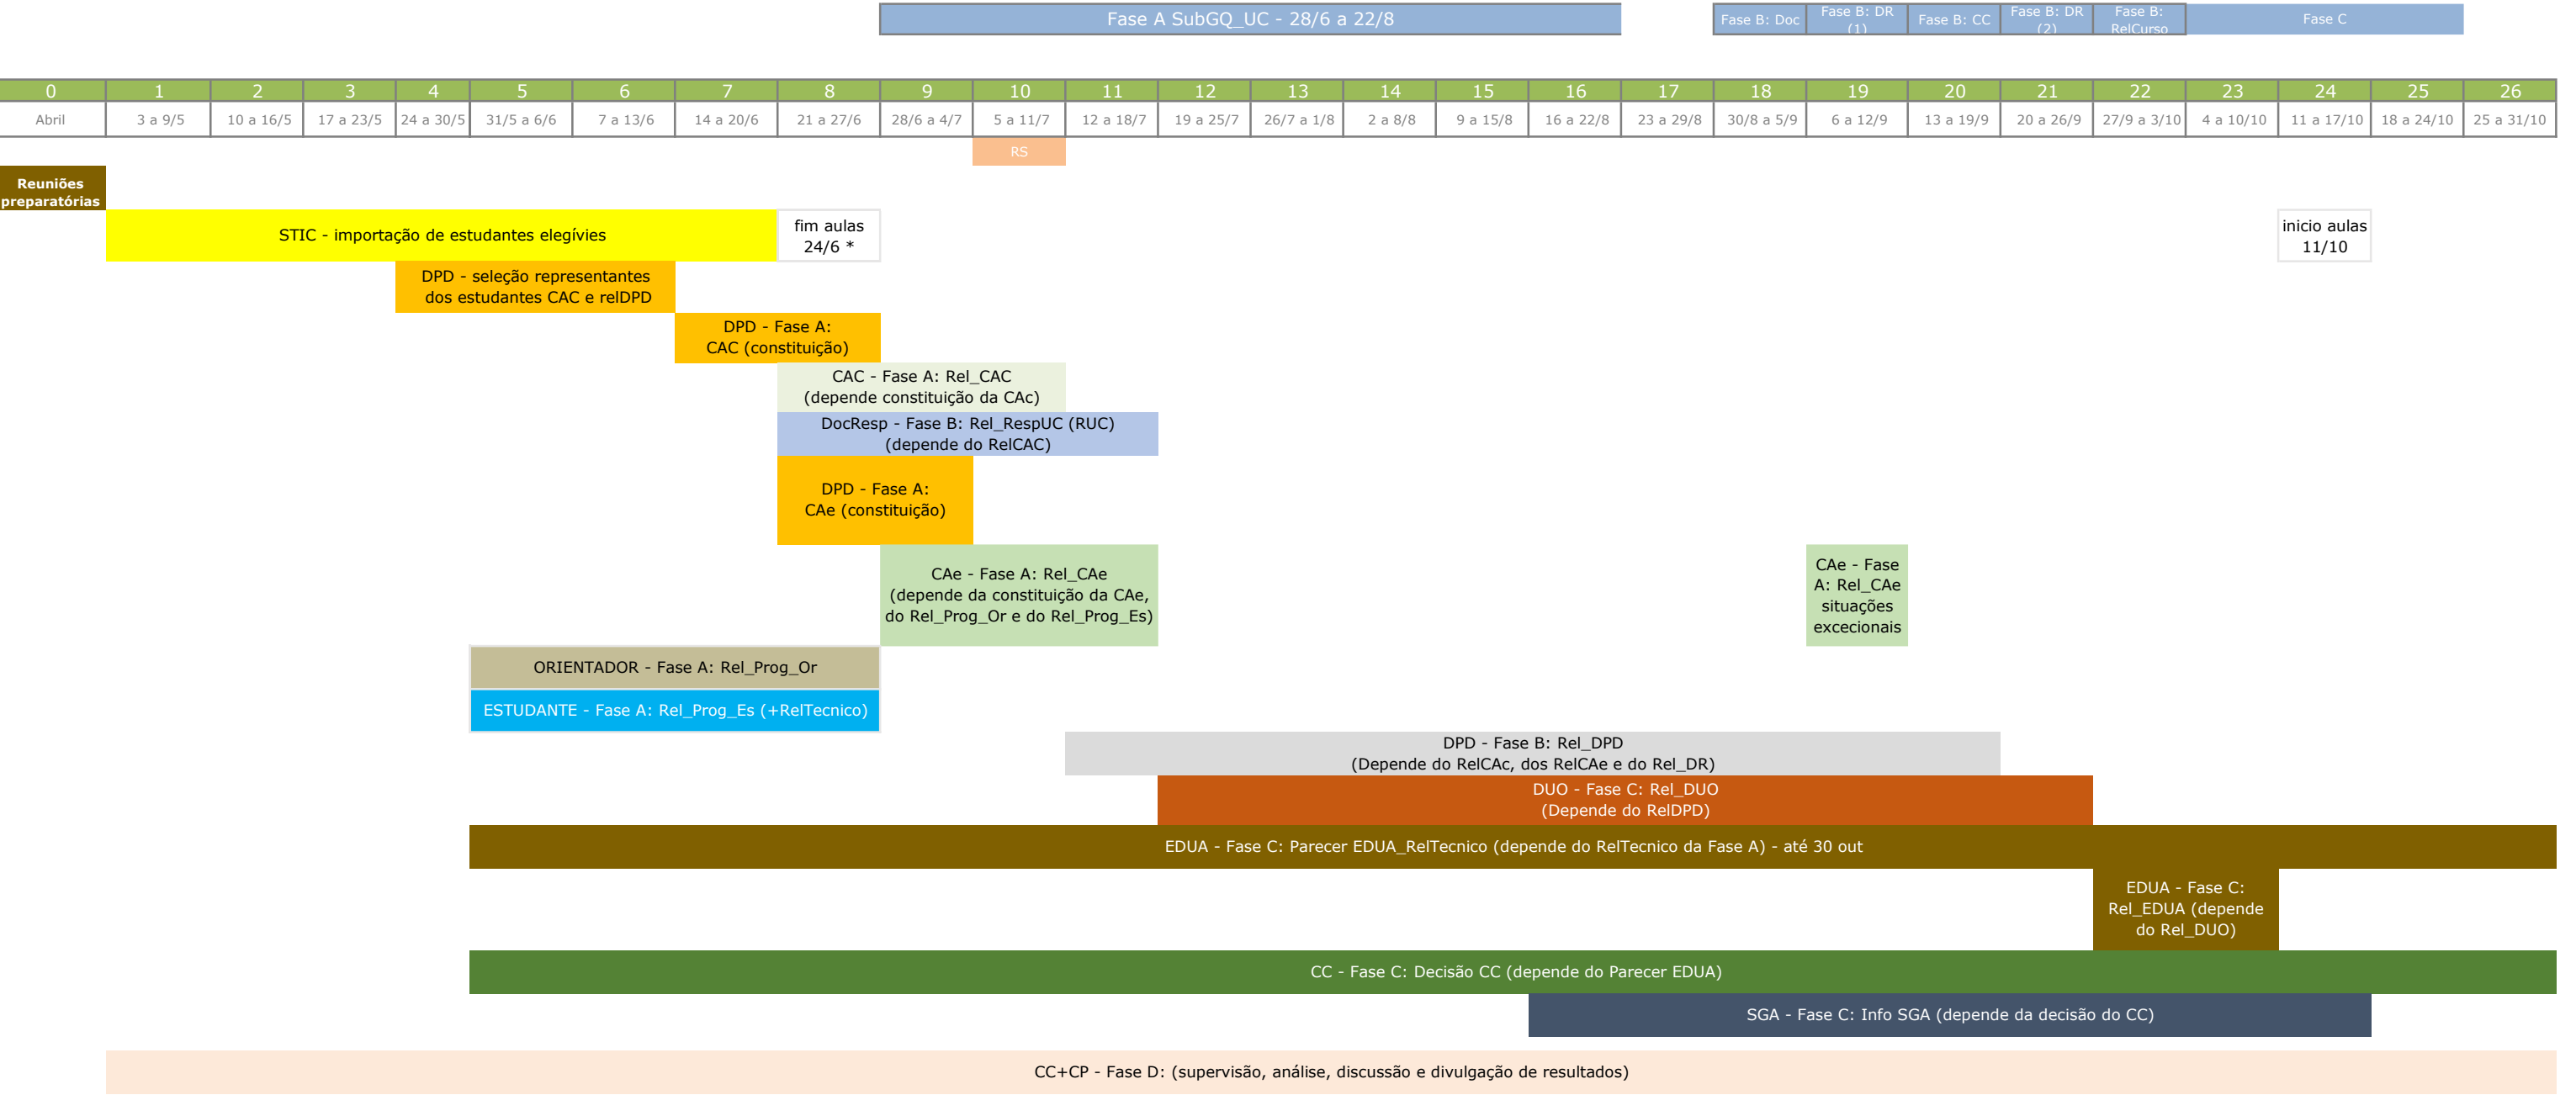 Fase A SubGQ_UC - 28/6 a 22/8
Fase B: Doc
Fase B: DR
(1)
Fase B: CC
Fase B: DR
(2)
Fase B:
RelCurso
Fase C
0 1 2 3 4 5 6 7 8 9 10 11 12 13 14 15 16 17 18 19 20 21 22 23 24 25 26
Abril 3 a 9/5 10 a 16/5 17 a 23/5 24 a 30/5 31/5 a 6/6 7 a 13/6 14 a 20/6 21 a 27/6 28/6 a 4/7 5 a 11/7 12 a 18/7 19 a 25/7 26/7 a 1/8 2 a 8/8 9 a 15/8 16 a 22/8 23 a 29/8 30/8 a 5/9 6 a 12/9 13 a 19/9 20 a 26/9 27/9 a 3/10 4 a 10/10 11 a 17/10 18 a 24/10 25 a 31/10
RS
Reuniões
preparatórias
STIC - importação de estudantes elegívies
fim aulas
24/6 *
inicio aulas
11/10
DPD - seleção representantes
dos estudantes CAC e relDPD
DPD - Fase A:
CAC (constituição)
CAC - Fase A: Rel_CAC
(depende constituição da CAc)
DocResp - Fase B: Rel_RespUC (RUC)
(depende do RelCAC)
DPD - Fase A:
CAe (constituição)
CAe - Fase A: Rel_CAe
(depende da constituição da CAe,
do Rel_Prog_Or e do Rel_Prog_Es)
CAe - Fase
A: Rel_CAe
situações
excecionais
ORIENTADOR - Fase A: Rel_Prog_Or
ESTUDANTE - Fase A: Rel_Prog_Es (+RelTecnico)
DPD - Fase B: Rel_DPD
(Depende do RelCAc, dos RelCAe e do Rel_DR)
DUO - Fase C: Rel_DUO
(Depende do RelDPD)
EDUA - Fase C: Parecer EDUA_RelTecnico (depende do RelTecnico da Fase A) - até 30 out
EDUA - Fase C:
Rel_EDUA (depende
do Rel_DUO)
CC - Fase C: Decisão CC (depende do Parecer EDUA)
SGA - Fase C: Info SGA (depende da decisão do CC)
CC+CP - Fase D: (supervisão, análise, discussão e divulgação de resultados)